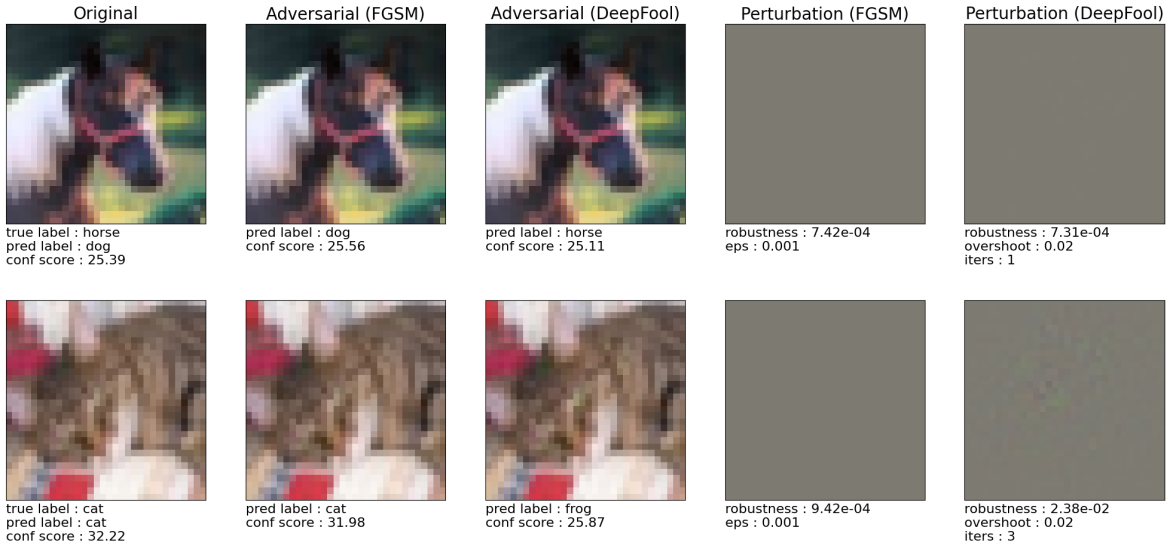 Original
Adversarial (FGSM)
Adversarial (DeepFool)
Perturbation (FGSM)
Perturbation (DeepFool)
true label : horse
pred label : dog
conf score : 25.39
pred label : dog
conf score : 25.56
pred label : horse
conf score : 25.11
robustness : 7.42e-04
eps : 0.001
robustness : 7.31e-04
overshoot : 0.02
iters : 1
true label : cat
pred label : cat
conf score : 32.22
pred label : cat
conf score : 31.98
pred label : frog
conf score : 25.87
robustness : 9.42e-04
eps : 0.001
robustness : 2.38e-02
overshoot : 0.02
iters : 3